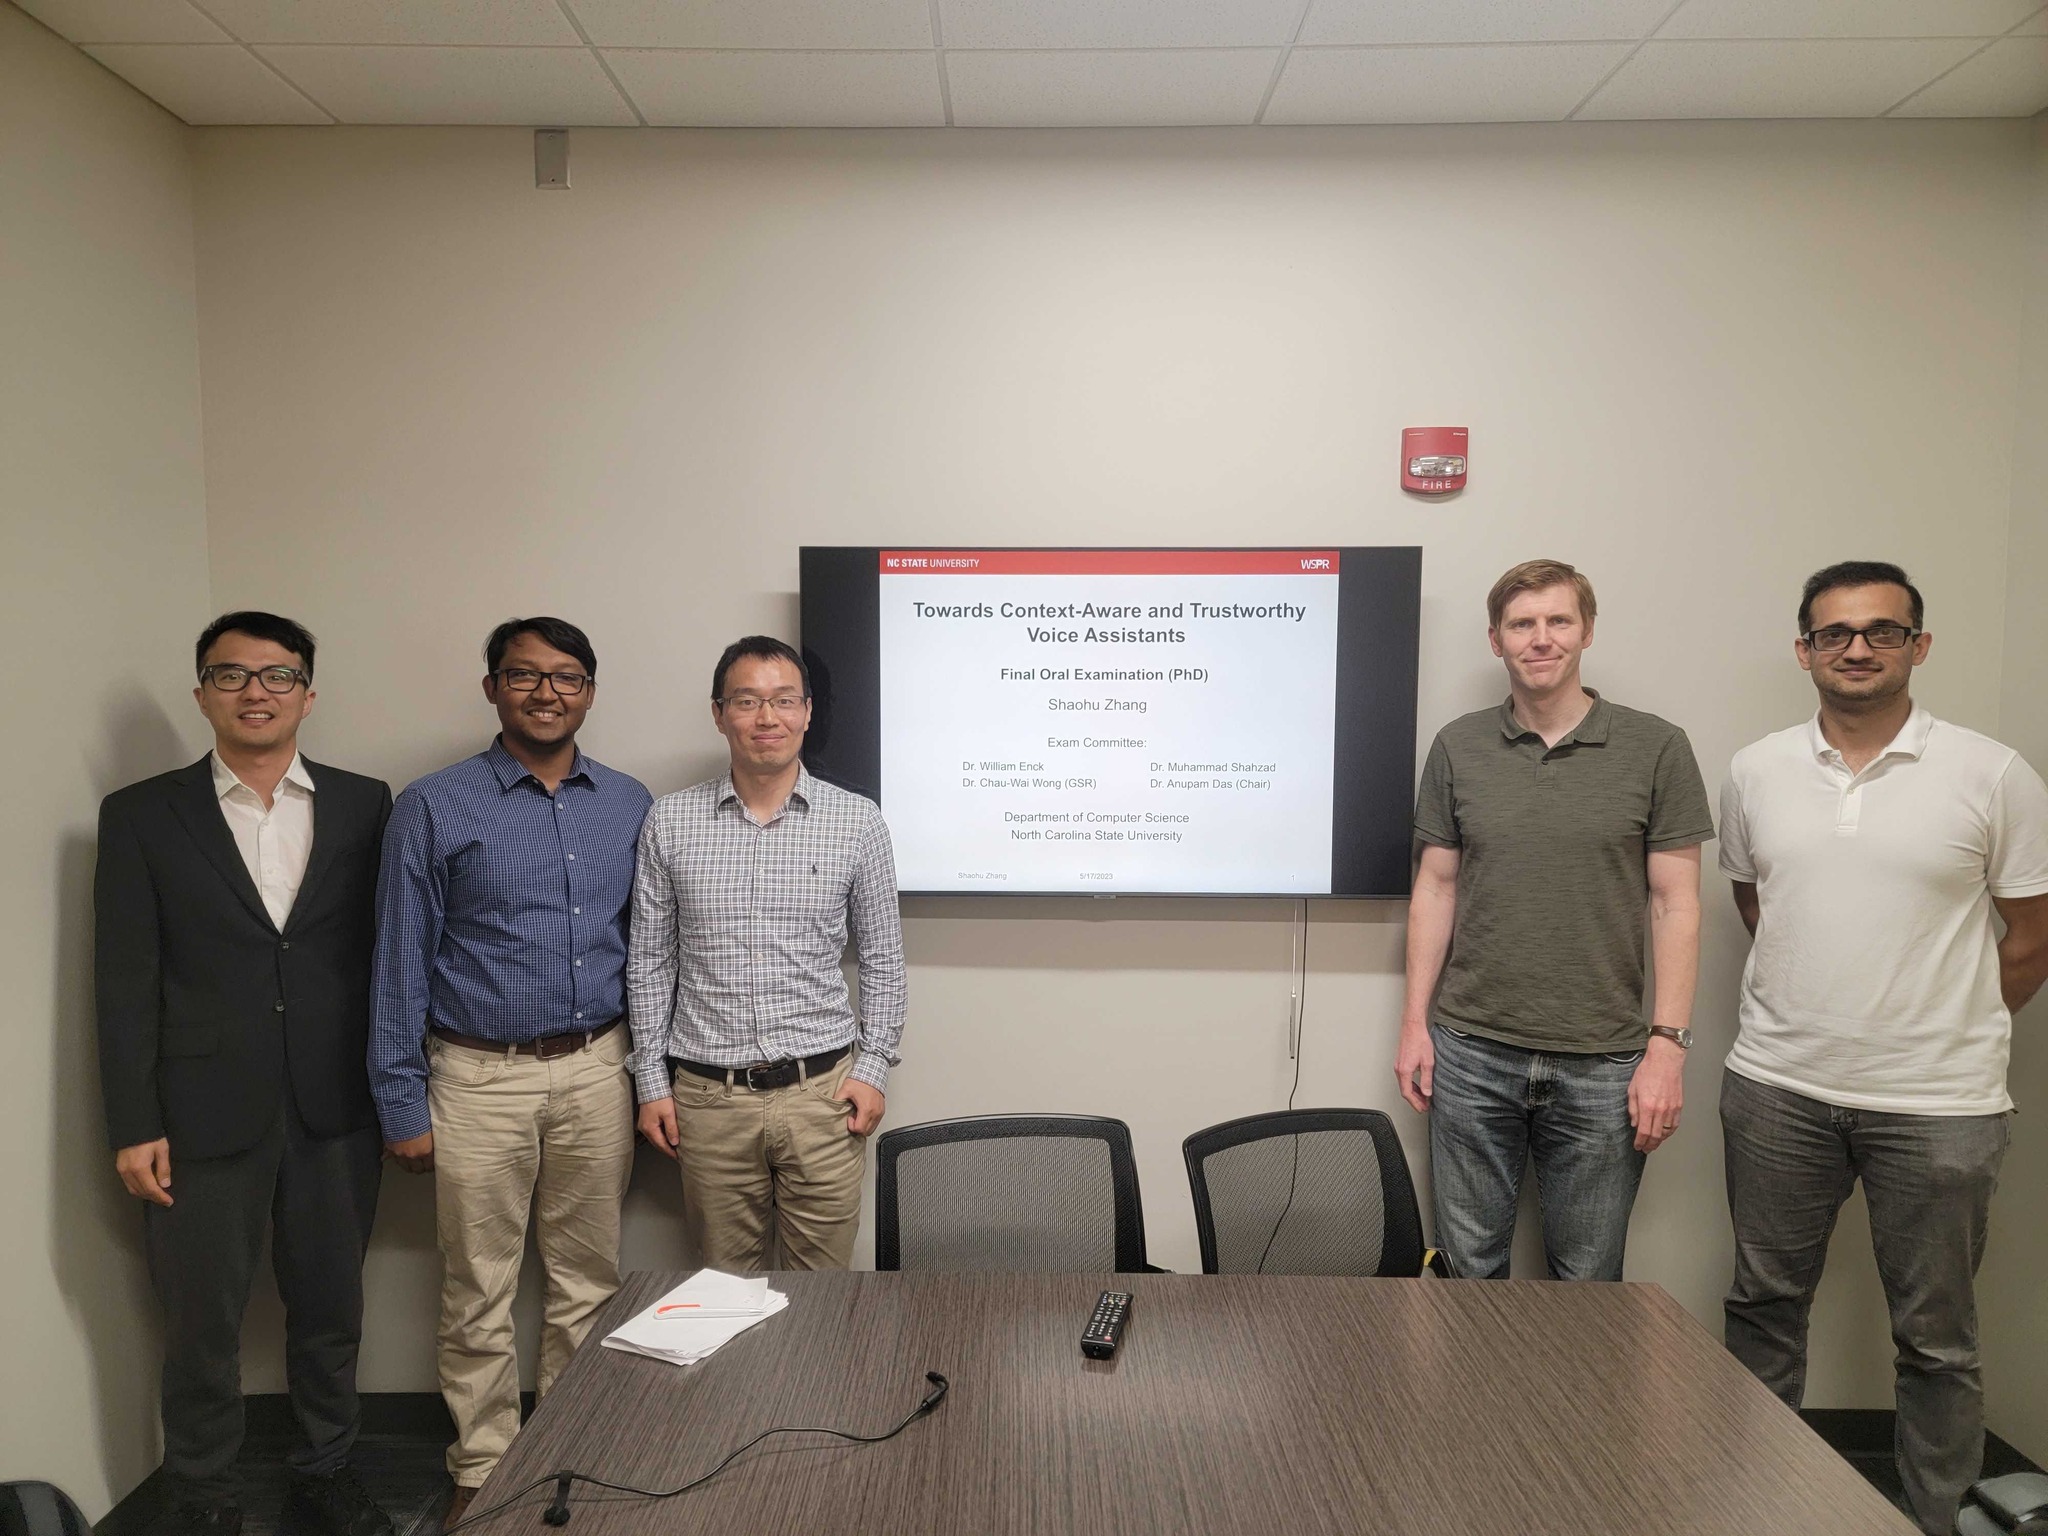 FIRE
NC STATE UNIVERSITY
WSPR
Towards Context-Aware and Trustworthy
Voice Assistants
Final Oral Examination (PhD)
Shaohu Zhang
Exam Committee:
Dr. William Enck Dr. Muhammad Shahzad
Dr. Chau-Wai Wong (GSR) Dr. Anupam Das (Chair)
Department of Computer Science
North Carolina State University
Shaohu Zhang 5/17/2023 1